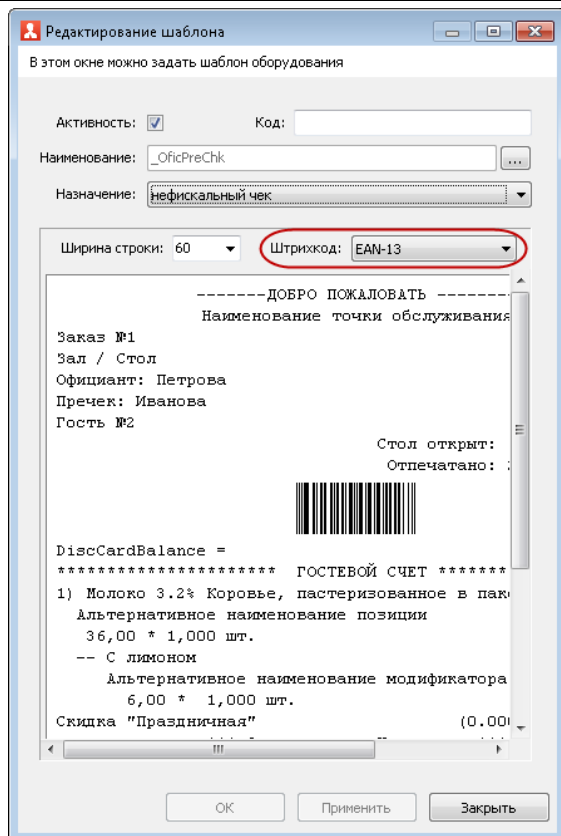 Редактирование шаблона
В этом окне можно задать шаблон оборудования
Активность: Код:
Наименование: _OficPreChk ...
Назначение: нефискальный чек
Ширина строки: 60 Штрихкод: EAN-13
-------ДОБРО ПОЖАЛОВАТЬ -------
Наименование точки обслуживания
Заказ №1
Зал / Стол
Официант: Петрова
Пречек: Иванова
Гость №2
Стол открыт:
Отпечатано:
DiscCardBalance =
********************** ГОСТЕВОЙ СЧЕТ *******
1) Молоко 3.2% Коровье, пастеризованное в пак
Альтернативное наименование позиции
36,00 * 1,000 шт.
-- С лимоном
Альтернативное наименование модификатора
6,00 * 1,000 шт.
Скидка "Праздничная" (0.00
OK Применить Закрыть